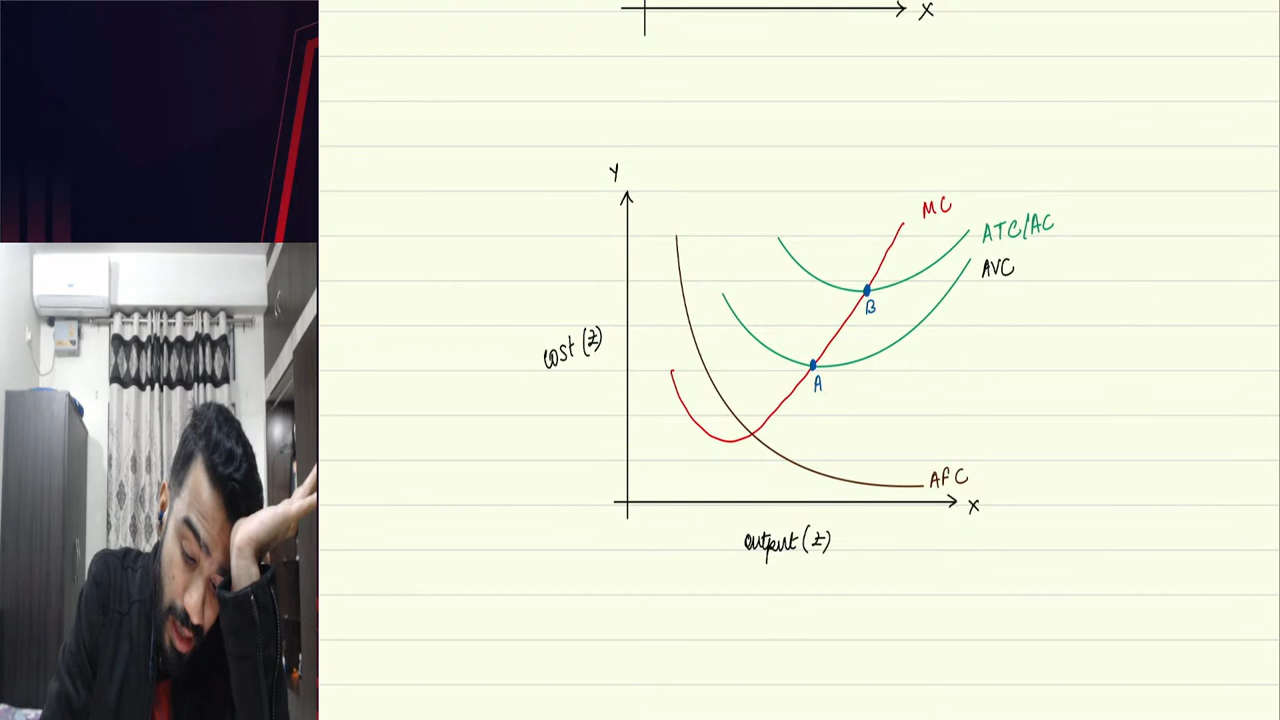 X
Y
MC
ATC/AC
AVC
B
cost (Z)
A
AFC
X
output (Z)